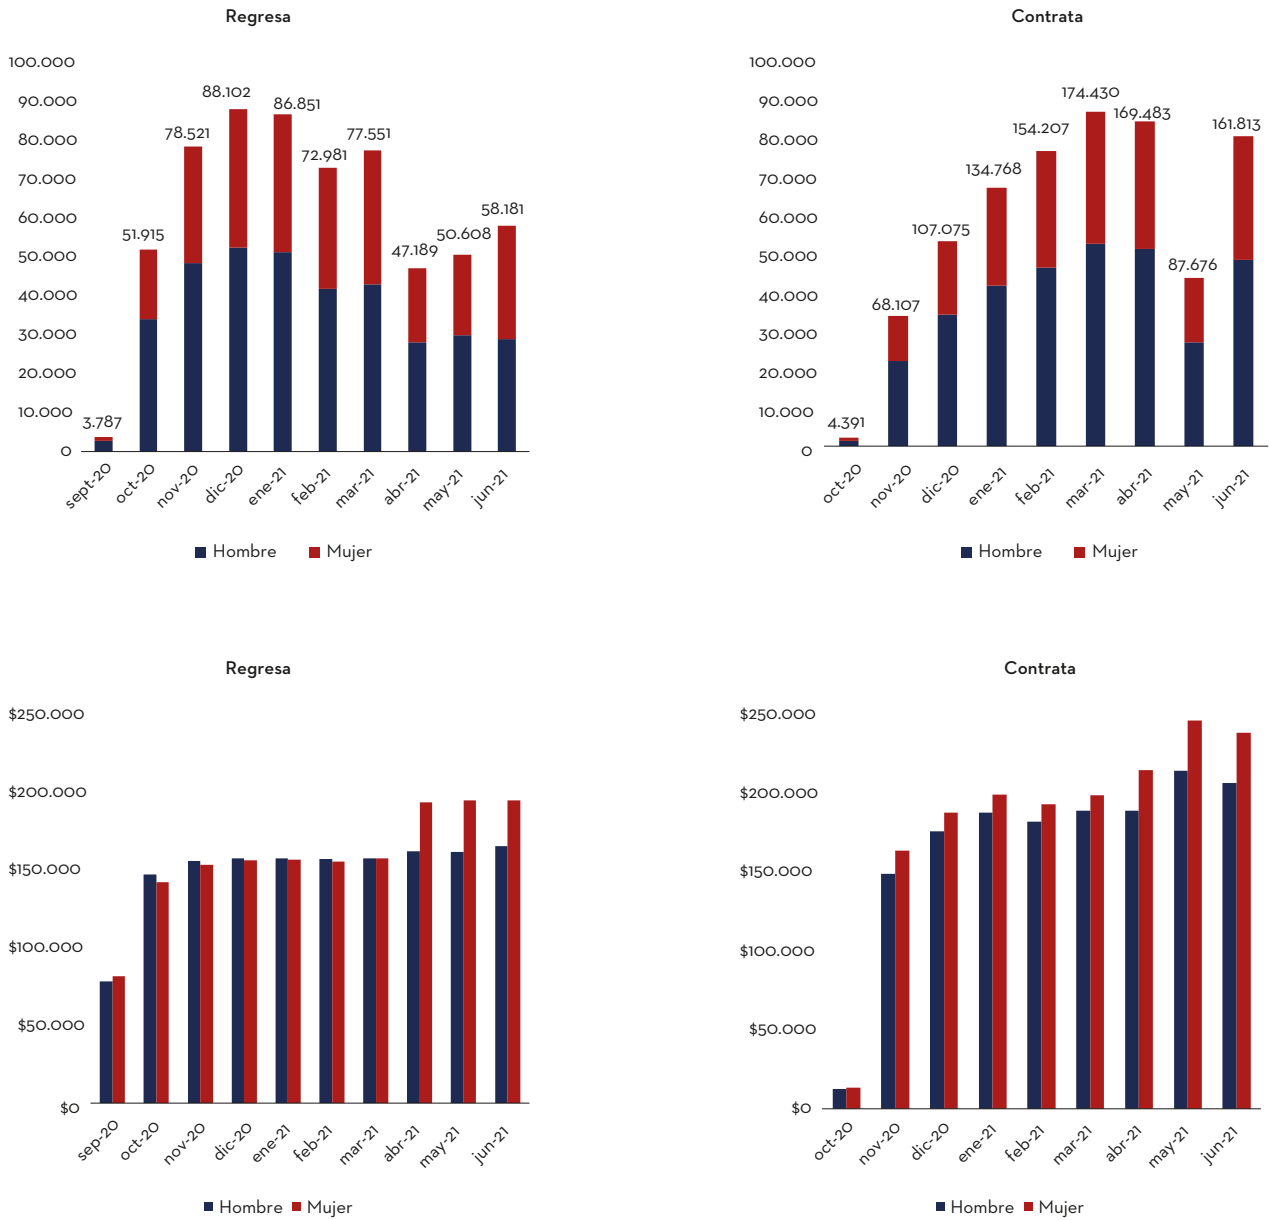 Regresa
100.000
90.000
80.000
70.000
60.000
50.000
40.000
30.000
20.000
10.000
0
3.787
51.915
78.521
88.102
86.851
72.981
77.551
47.189
50.608
58.181
sept-20
oct-20
nov-20
dic-20
ene-21
feb-21
mar-21
abr-21
may-21
jun-21
Hombre Mujer
Contrata
100.000
90.000
80.000
70.000
60.000
50.000
40.000
30.000
20.000
10.000
0
4.391
68.107
107.075
134.768
154.207
174.430
169.483
87.676
161.813
oct-20
nov-20
dic-20
ene-21
feb-21
mar-21
abr-21
may-21
jun-21
Hombre Mujer
Regresa
$250.000
$200.000
$150.000
$100.000
$50.000
$0
sep-20
oct-20
nov-20
dic-20
ene-21
feb-21
mar-21
abr-21
may-21
jun-21
Hombre Mujer
Contrata
$250.000
$200.000
$150.000
$100.000
$50.000
$0
oct-20
nov-20
dic-20
ene-21
feb-21
mar-21
abr-21
may-21
jun-21
Hombre Mujer